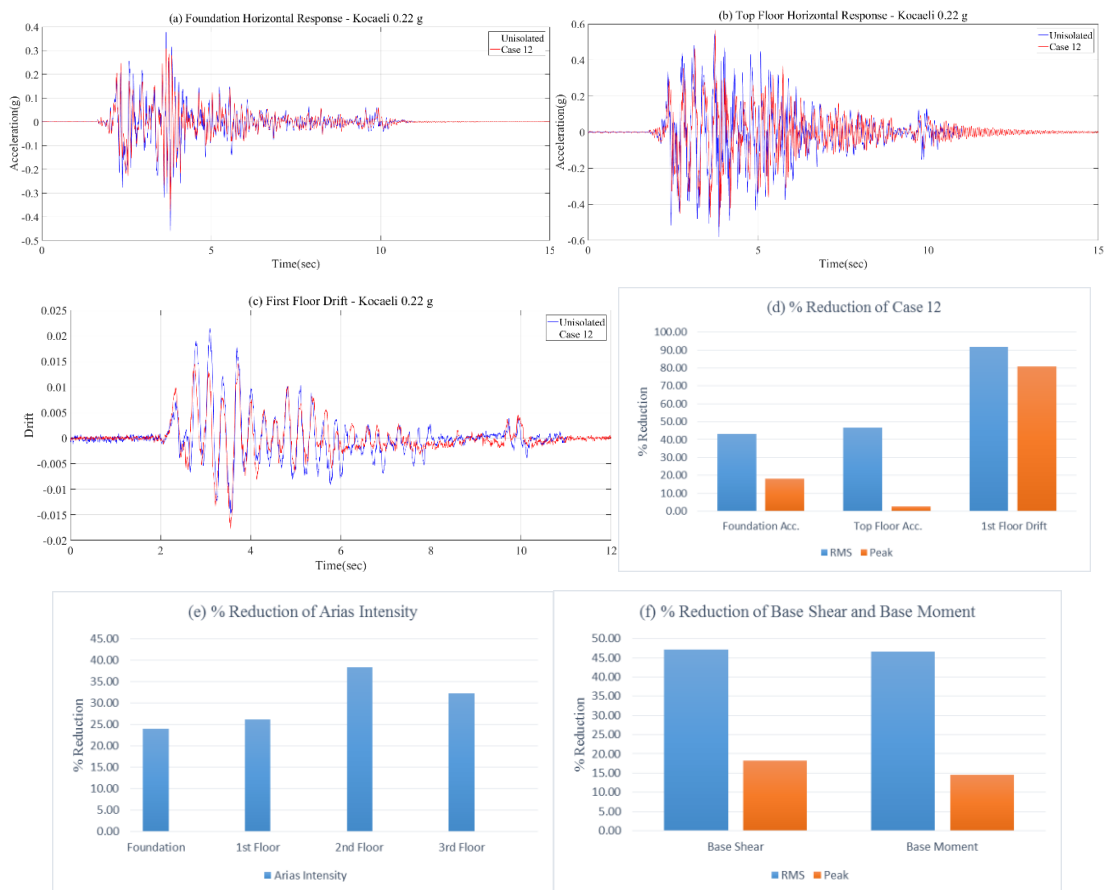 (a) Foundation Horizontal Response - Kocaeli 0.22 g
Unisolated
Case 12
0.4
0.3
0.2
0.1
0
-0.1
-0.2
-0.3
-0.4
-0.5
Acceleration(g)
0 5 10 15
Time(sec)
(b) Top Floor Horizontal Response - Kocaeli 0.22 g
Unisolated
Case 12
0.6
0.4
0.2
0
-0.2
-0.4
-0.6
Acceleration(g)
0 5 10 15
Time(sec)
(c) First Floor Drift - Kocaeli 0.22 g
Unisolated
Case 12
0.025
0.02
0.015
0.01
0.005
0
-0.005
-0.01
-0.015
-0.02
Drift
0 2 4 6 8 10 12
Time(sec)
(d) % Reduction of Case 12
100.00
90.00
80.00
70.00
60.00
50.00
40.00
30.00
20.00
10.00
0.00
% Reduction
Foundation Acc. Top Floor Acc. 1st Floor Drift
RMS Peak
(e) % Reduction of Arias Intensity
45.00
40.00
35.00
30.00
25.00
20.00
15.00
10.00
5.00
0.00
% Reduction
Foundation 1st Floor 2nd Floor 3rd Floor
Arias Intensity
(f) % Reduction of Base Shear and Base Moment
50.00
45.00
40.00
35.00
30.00
25.00
20.00
15.00
10.00
5.00
0.00
% Reduction
Base Shear Base Moment
RMS Peak